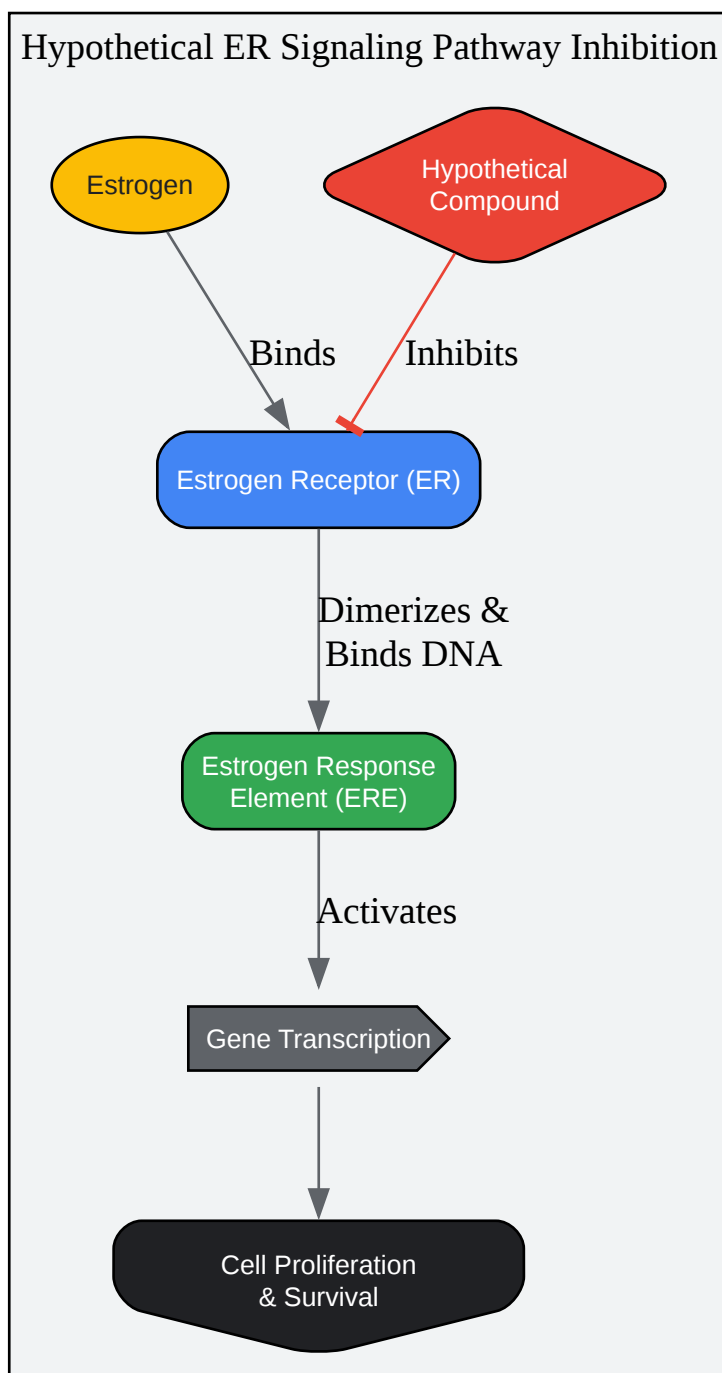 Hypothetical ER Signaling Pathway Inhibition
Estrogen
Hypothetical
Compound
Binds
Inhibits
Estrogen Receptor (ER)
Dimerizes &
Binds DNA
Estrogen Response
Element (ERE)
Activates
Gene Transcription
Cell Proliferation
& Survival